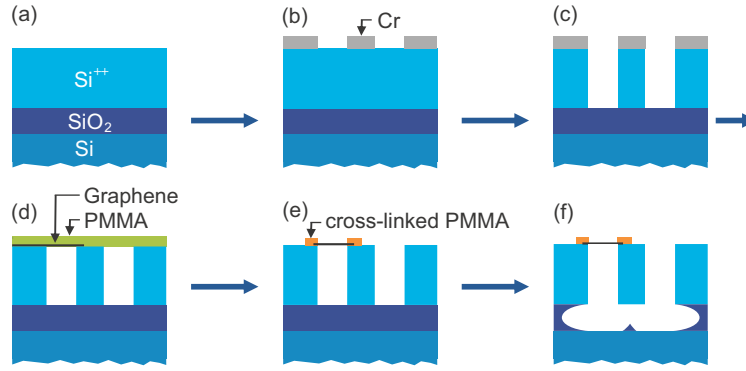 (a)
(b)
(c)
Cr
Si⁺⁺
SiO₂
Si
(d)
Graphene
PMMA
(e)
cross-linked PMMA
(f)